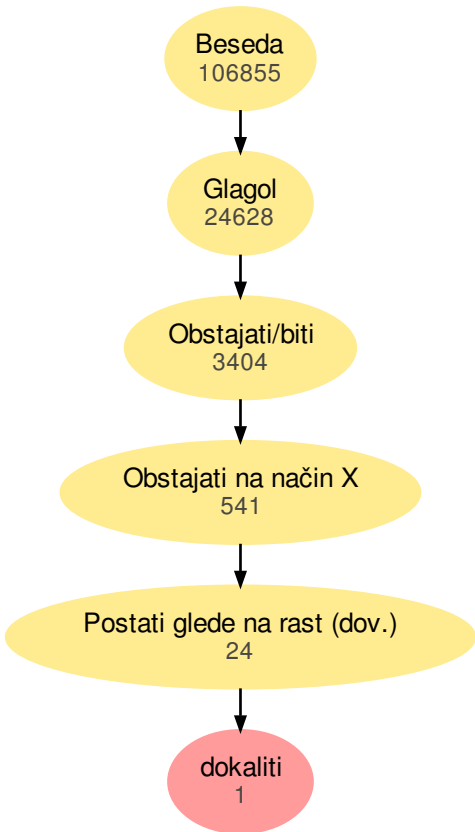 Beseda
106855
Glagol
24628
Obstajati/biti
3404
Obstajati na način X
541
Postati glede na rast (dov.)
24
dokaliti
1